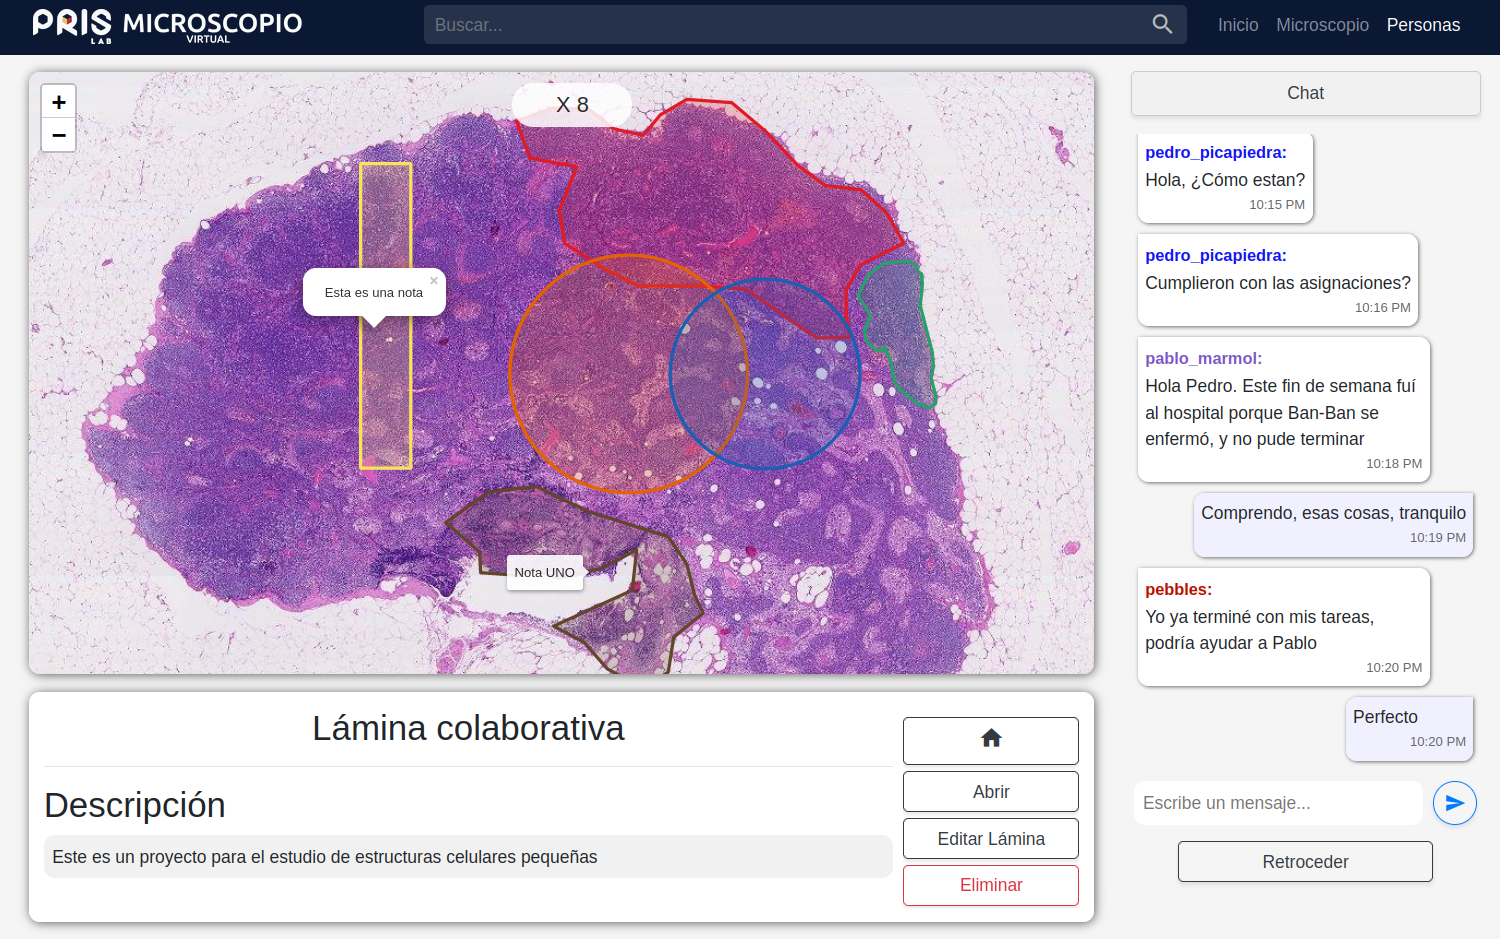 PRIS LAB MICROSCOPIO VIRTUAL
Buscar...
Inicio Microscopio Personas
+
−
X 8
Esta es una nota ×
Nota UNO
Lámina colaborativa
Descripción
Este es un proyecto para el estudio de estructuras celulares pequeñas
Abrir
Editar Lámina
Eliminar
Chat
pedro_picapiedra:
Hola, ¿Cómo estan?
10:15 PM
pedro_picapiedra:
Cumplieron con las asignaciones?
10:16 PM
pablo_marmol:
Hola Pedro. Este fin de semana fuí
al hospital porque Ban-Ban se
enfermó, y no pude terminar
10:18 PM
Comprendo, esas cosas, tranquilo
10:19 PM
pebbles:
Yo ya terminé con mis tareas,
podría ayudar a Pablo
10:20 PM
Perfecto
10:20 PM
Escribe un mensaje...
Retroceder